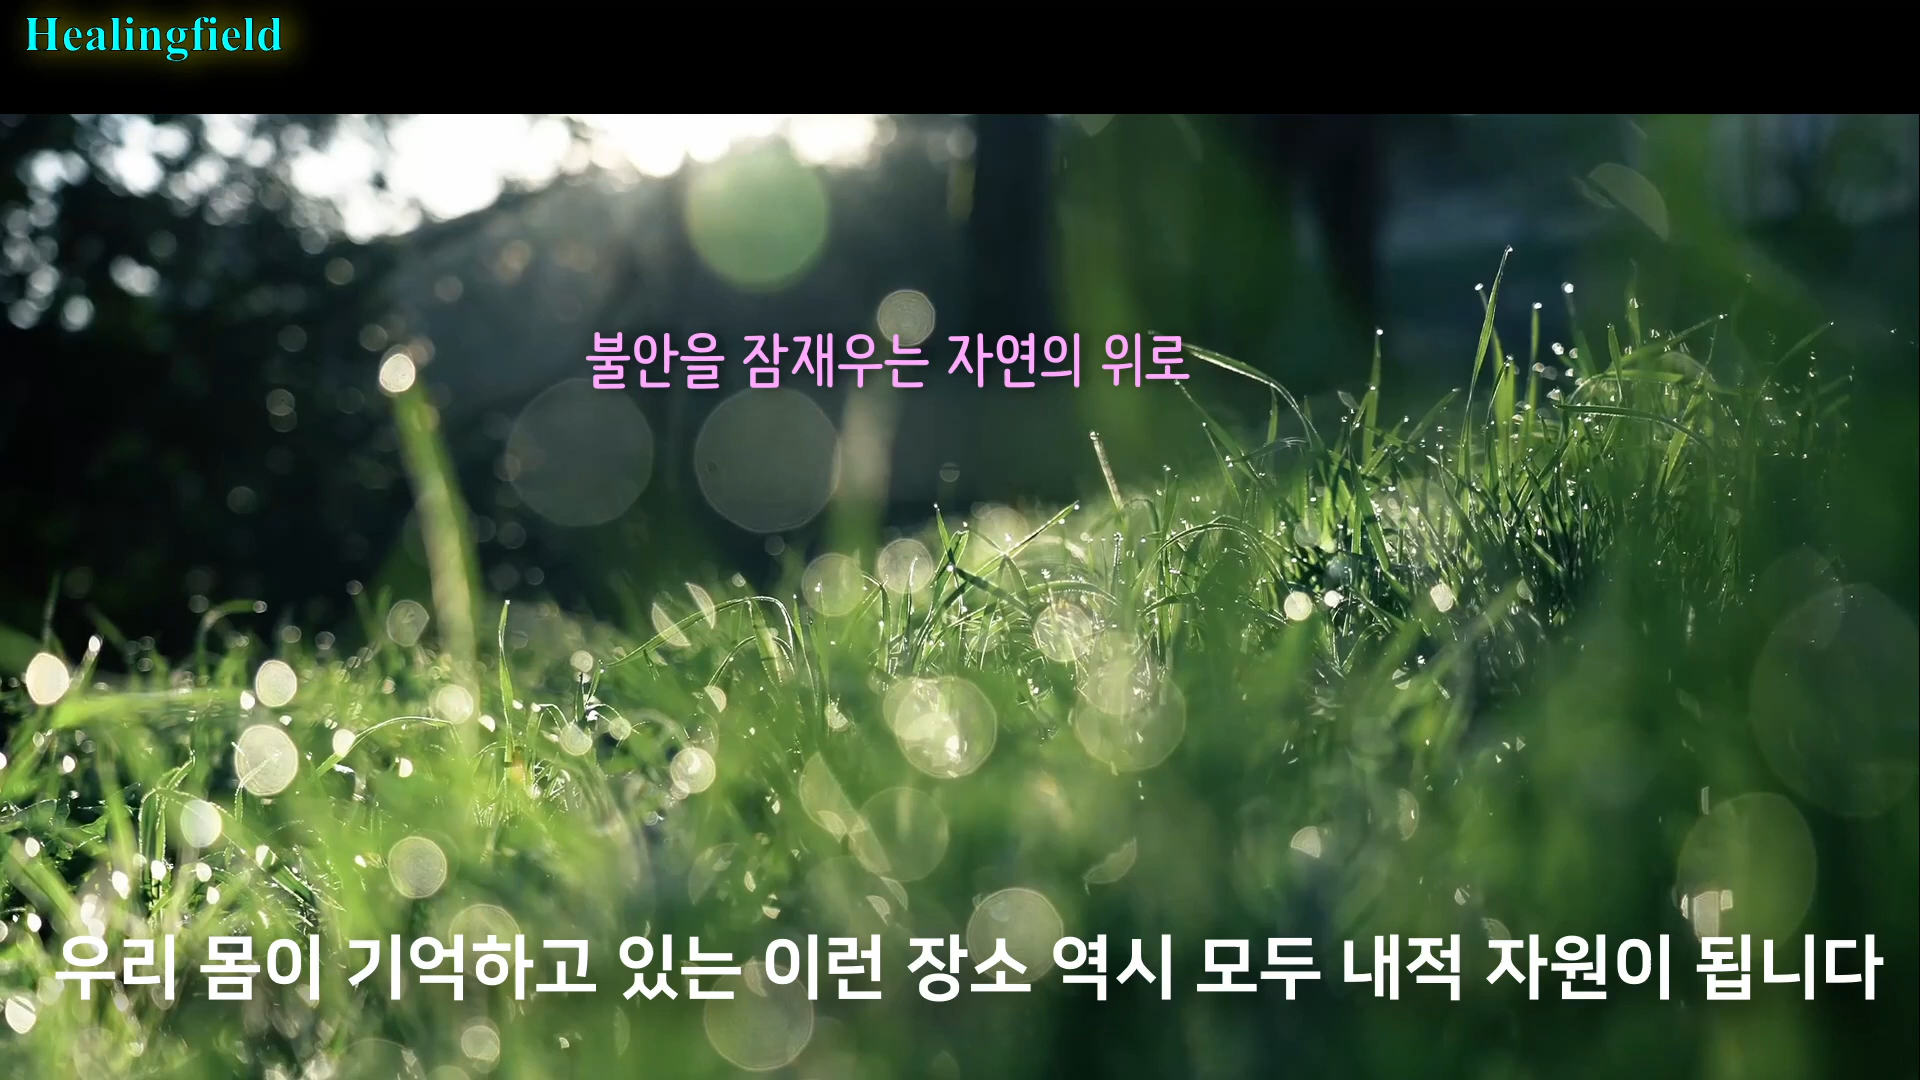 Healingfield
불안을 잠재우는 자연의 위로
우리 몸이 기억하고 있는 이런 장소 역시 모두 내적 자원이 됩니다